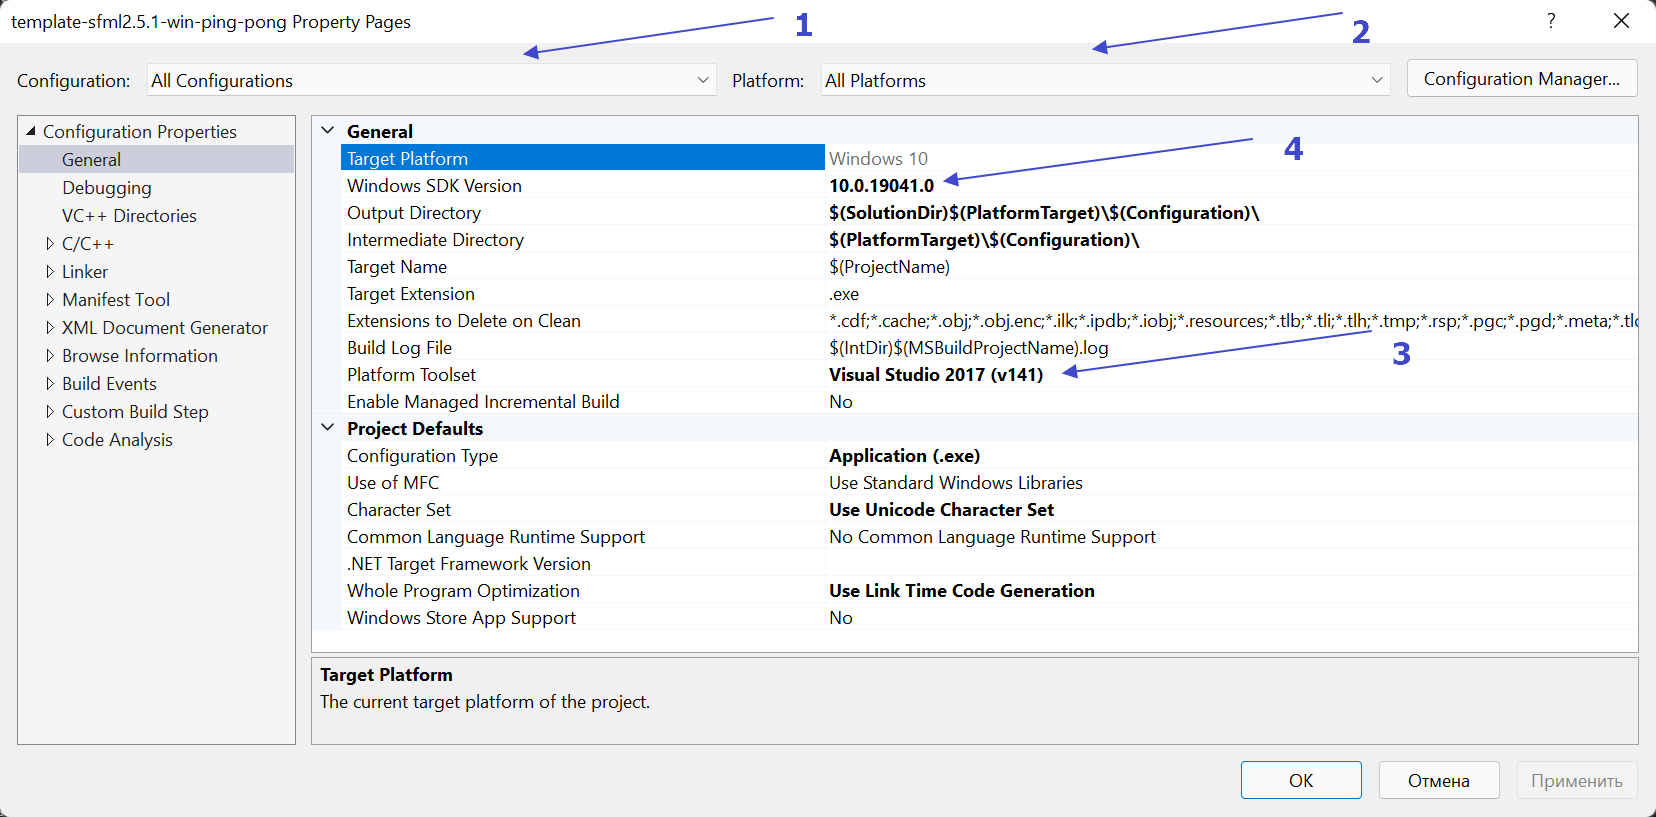 template-sfml2.5.1-win-ping-pong Property Pages
?
1
2
Configuration: All Configurations Platform: All Platforms Configuration Manager...
Configuration Properties
General
Debugging
VC++ Directories
C/C++
Linker
Manifest Tool
XML Document Generator
Browse Information
Build Events
Custom Build Step
Code Analysis
General
Target Platform Windows 10
4
Windows SDK Version 10.0.19041.0
Output Directory $(SolutionDir)$(PlatformTarget)\$(Configuration)\
Intermediate Directory $(PlatformTarget)\$(Configuration)\
Target Name $(ProjectName)
Target Extension .exe
Extensions to Delete on Clean *.cdf;*.cache;*.obj;*.obj.enc;*.ilk;*.ipdb;*.iobj;*.resources;*.tlb;*.tli;*.tlh;*.tmp;*.rsp;*.pgc;*.pgd;*.meta;
Build Log File $(IntDir)$(MSBuildProjectName).log
3
Platform Toolset Visual Studio 2017 (v141)
Enable Managed Incremental Build No
Project Defaults
Configuration Type Application (.exe)
Use of MFC Use Standard Windows Libraries
Character Set Use Unicode Character Set
Common Language Runtime Support No Common Language Runtime Support
.NET Target Framework Version
Whole Program Optimization Use Link Time Code Generation
Windows Store App Support No
Target Platform
The current target platform of the project.
OK Отмена Применить